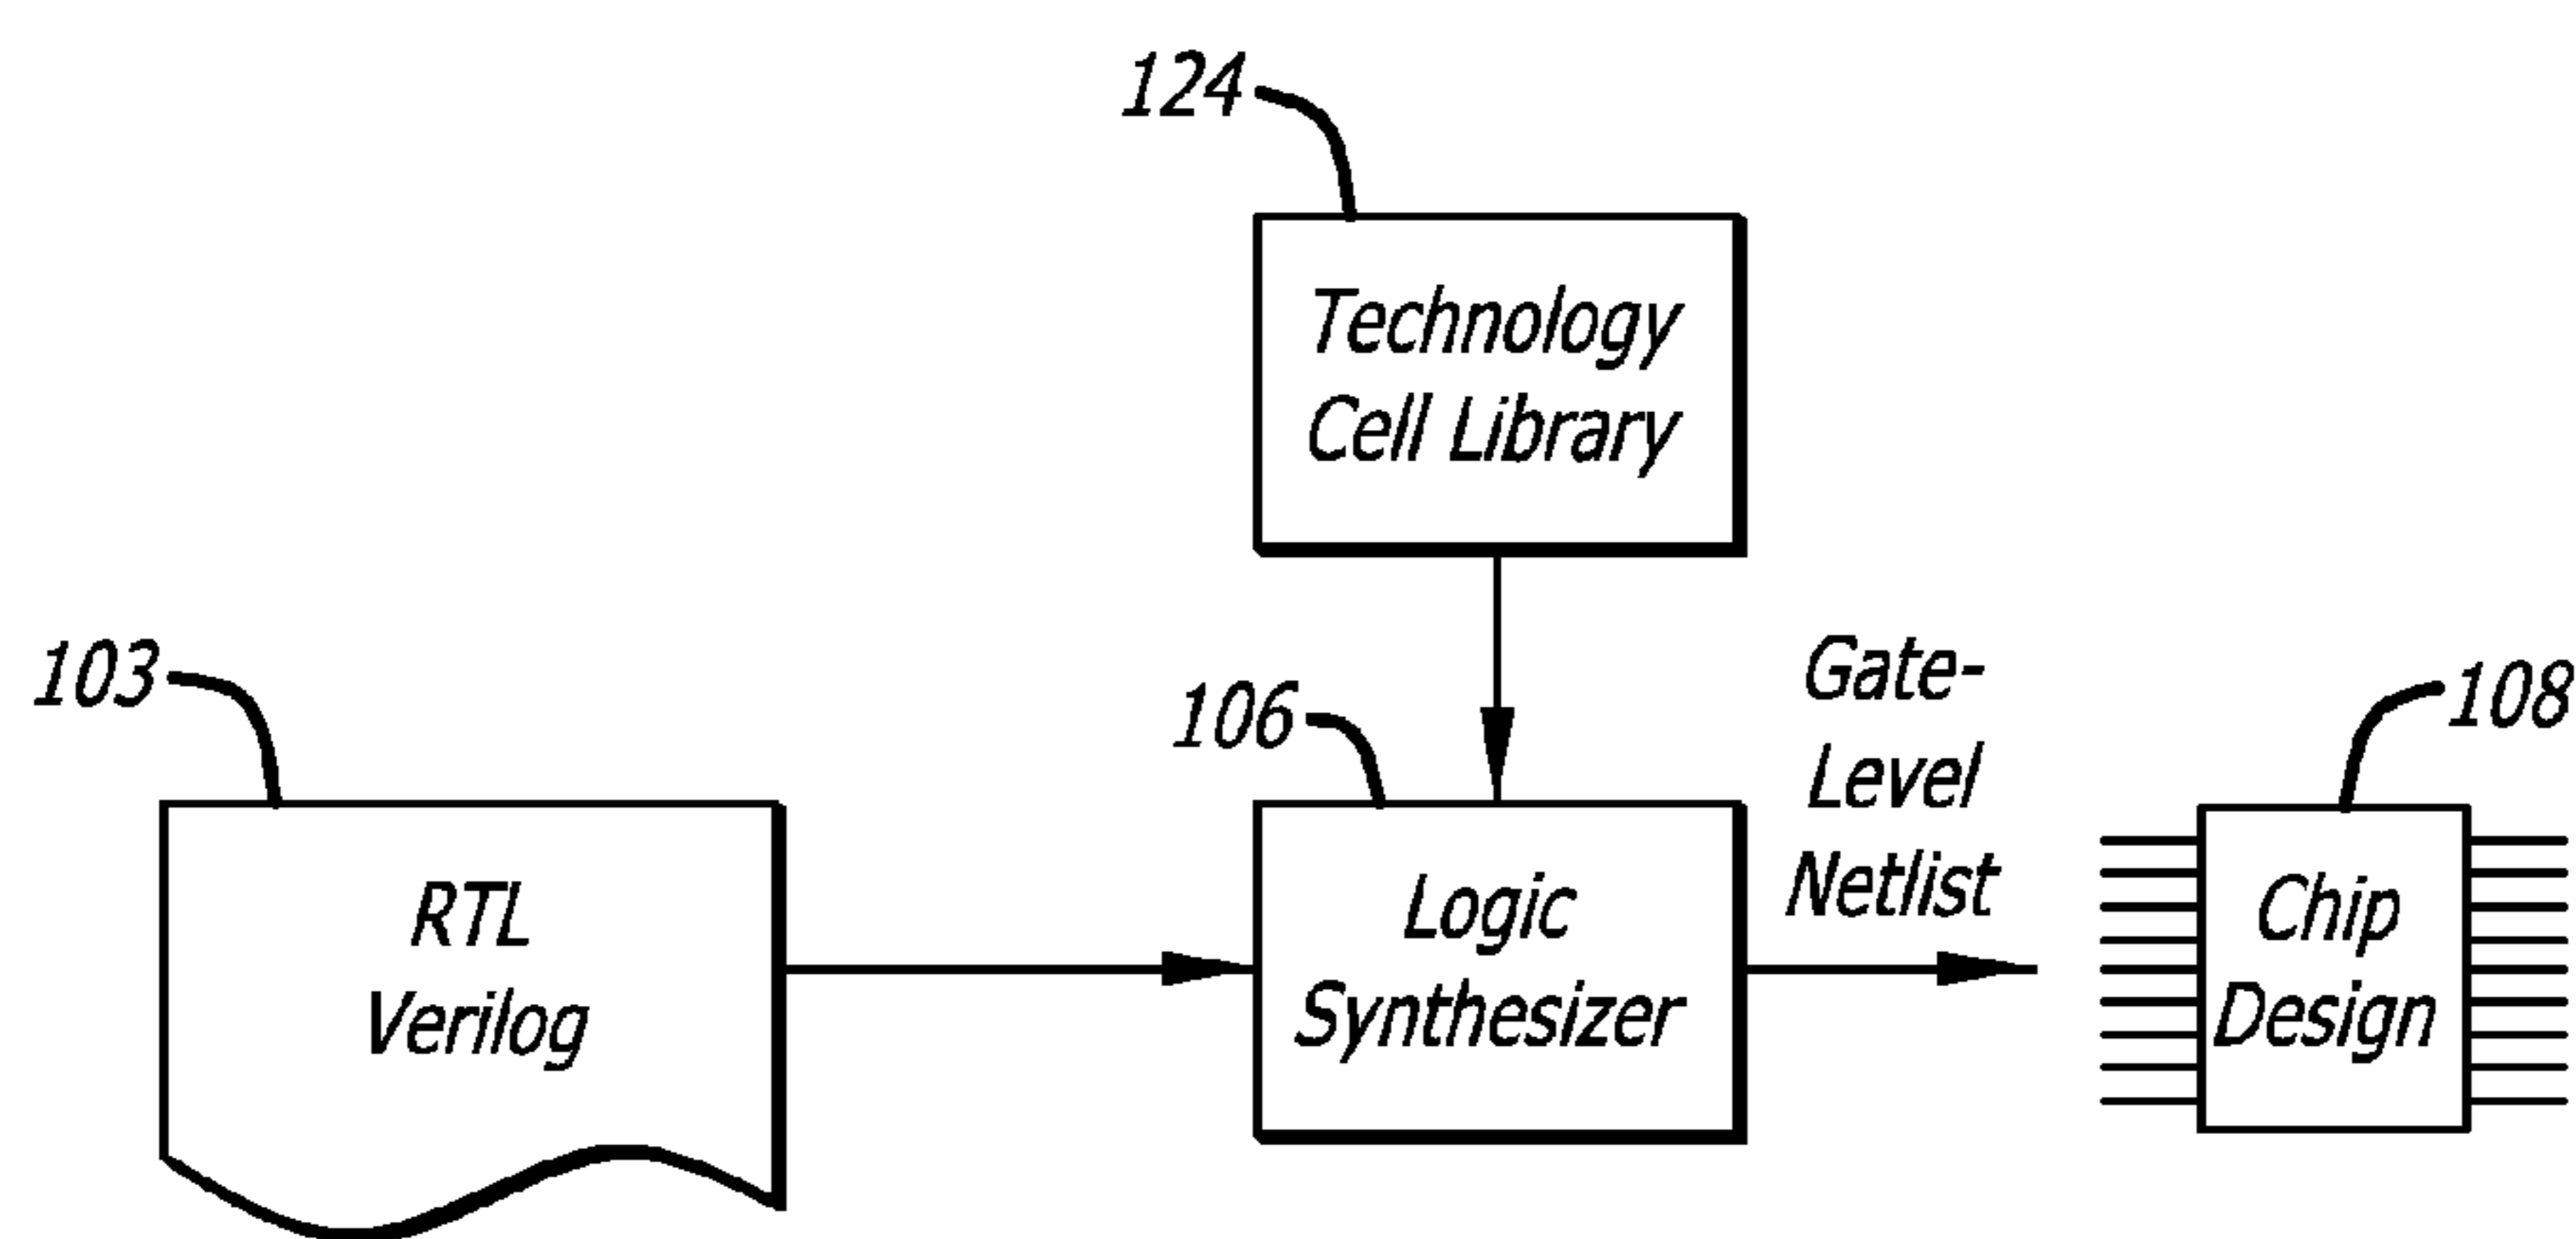 124
Technology
Cell Library
103
106
Gate-
Level
Netlist
108
RTL
Verilog
Logic
Synthesizer
Chip
Design